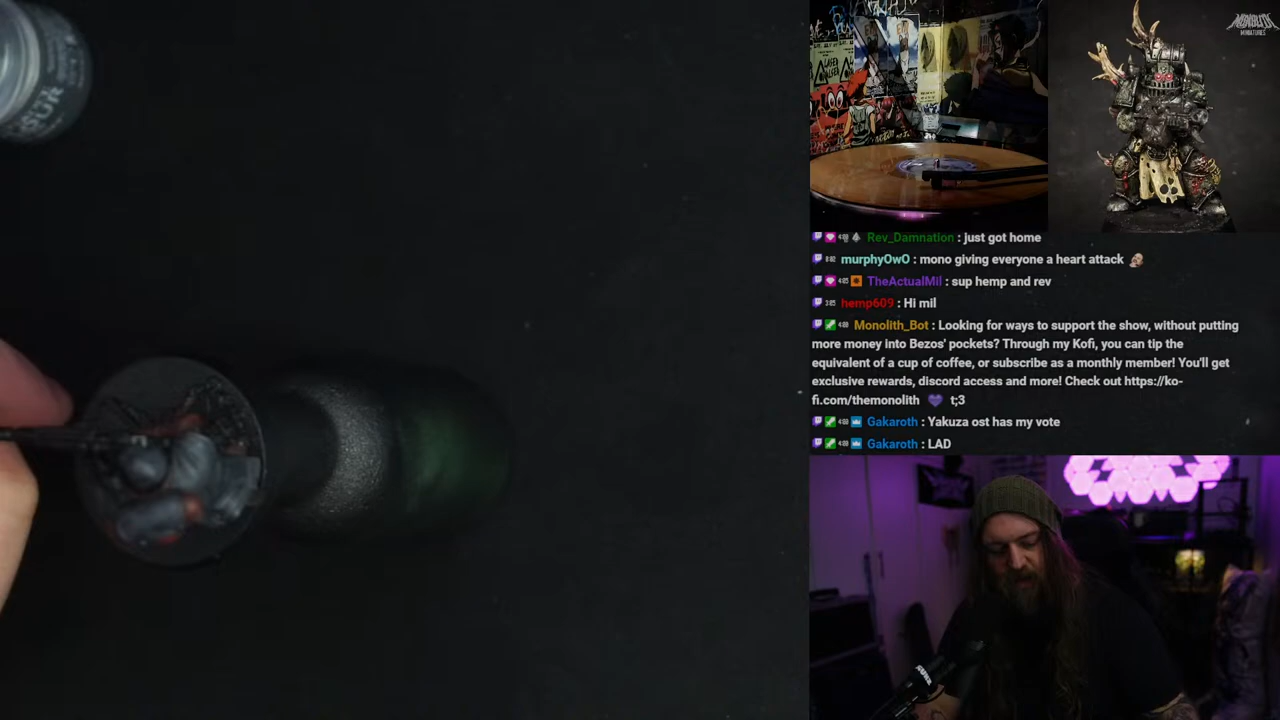 MINIATURES
Rev_Damnation : just got home
murphyOwO : mono giving everyone a heart attack
TheActualMil : sup hemp and rev
hemp609 : Hi mil
Monolith_Bot : Looking for ways to support the show, without putting
more money into Bezos' pockets? Through my Kofi, you can tip the
equivalent of a cup of coffee, or subscribe as a monthly member! You'll get
exclusive rewards, discord access and more! Check out https://ko-
fi.com/themonolith 💜 t;3
Gakaroth : Yakuza ost has my vote
Gakaroth : LAD